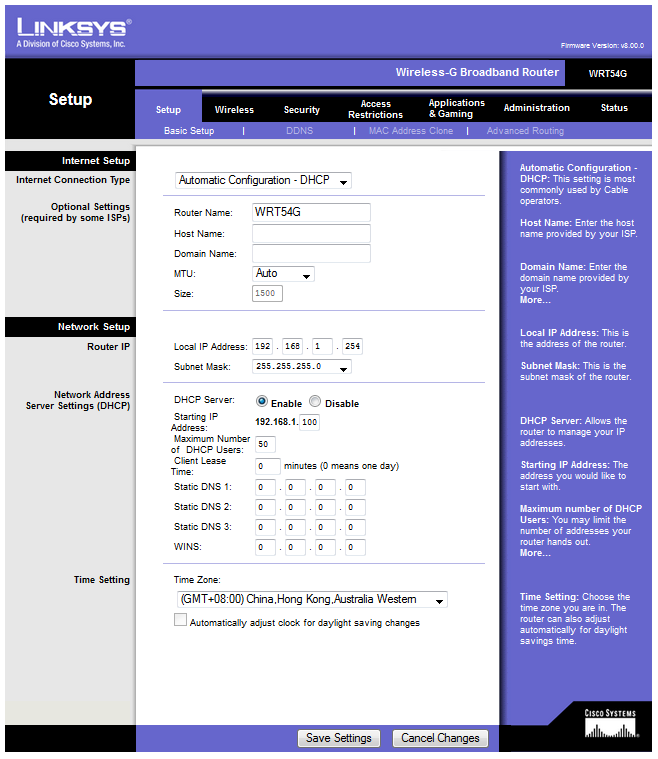 LINKSYS®
A Division of Cisco Systems, Inc.
Firmware Version: v8.00.0
Wireless-G Broadband Router WRT54G
Setup
Setup Wireless Security Access Restrictions Applications & Gaming Administration Status
Basic Setup | DDNS | MAC Address Clone | Advanced Routing
Internet Setup
Internet Connection Type
Automatic Configuration - DHCP
Optional Settings
(required by some ISPs)
Router Name: WRT54G
Host Name:
Domain Name:
MTU: Auto
Size: 1500
Network Setup
Router IP
Local IP Address: 192 . 168 . 1 . 254
Subnet Mask: 255.255.255.0
Network Address
Server Settings (DHCP)
DHCP Server: Enable Disable
Starting IP
Address: 192.168.1. 100
Maximum Number
of DHCP Users: 50
Client Lease
Time: 0 minutes (0 means one day)
Static DNS 1: 0 . 0 . 0 . 0
Static DNS 2: 0 . 0 . 0 . 0
Static DNS 3: 0 . 0 . 0 . 0
WINS: 0 . 0 . 0 . 0
Time Setting
Time Zone:
(GMT+08:00) China,Hong Kong,Australia Western
Automatically adjust clock for daylight saving changes
Automatic Configuration -
DHCP: This setting is most
commonly used by Cable
operators.
Host Name: Enter the host
name provided by your ISP.
Domain Name: Enter the
domain name provided by
your ISP.
More...
Local IP Address: This is
the address of the router.
Subnet Mask: This is the
subnet mask of the router.
DHCP Server: Allows the
router to manage your IP
addresses.
Starting IP Address: The
address you would like to
start with.
Maximum number of DHCP
Users: You may limit the
number of addresses your
router hands out.
More...
Time Setting: Choose the
time zone you are in. The
router can also adjust
automatically for daylight
savings time.
Save Settings Cancel Changes
CISCO SYSTEMS